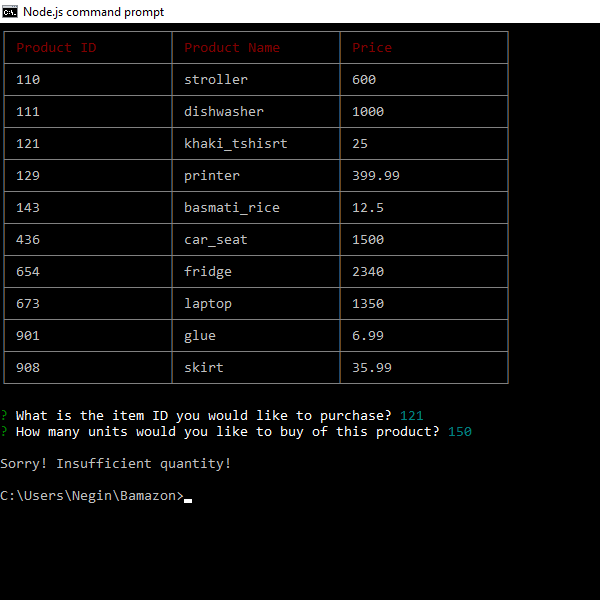 Node.js command prompt
Product ID Product Name Price
110 stroller 600
111 dishwasher 1000
121 khaki_tshisrt 25
129 printer 399.99
143 basmati_rice 12.5
436 car_seat 1500
654 fridge 2340
673 laptop 1350
901 glue 6.99
908 skirt 35.99
? What is the item ID you would like to purchase? 121
? How many units would you like to buy of this product? 150
Sorry! Insufficient quantity!
C:\Users\Negin\Bamazon>